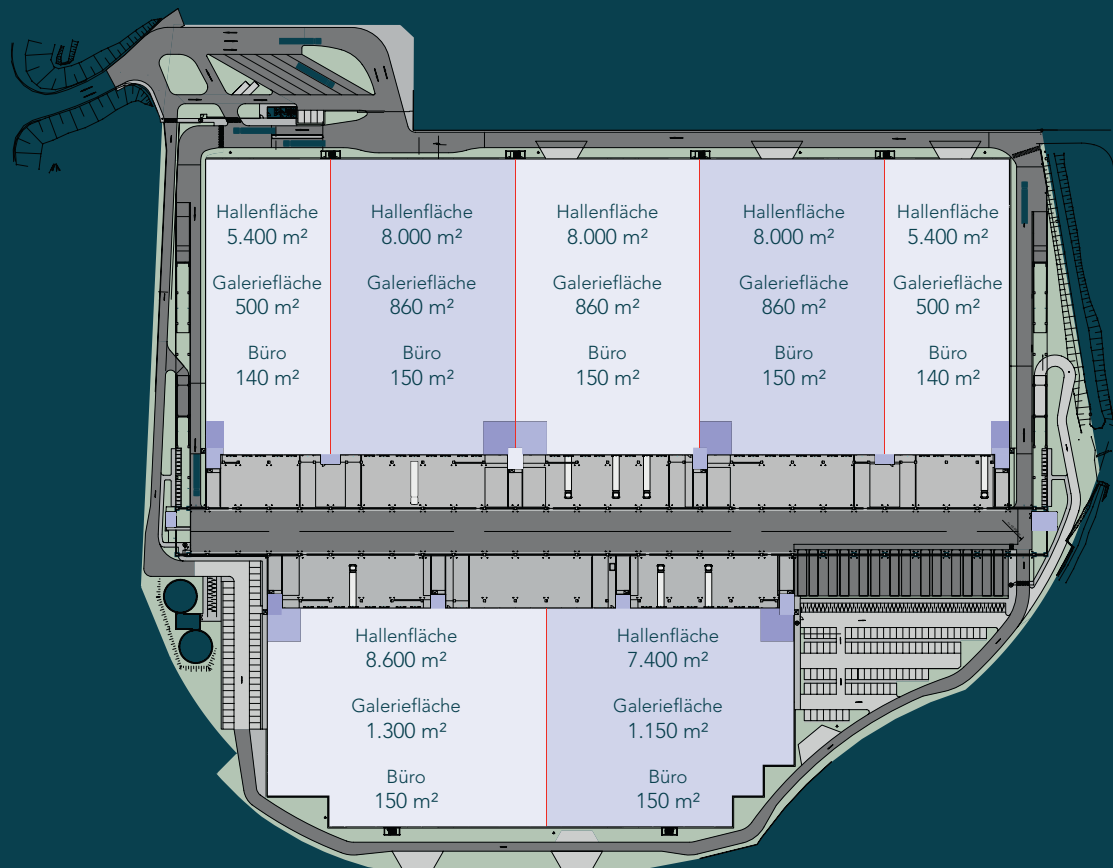 Hallenfläche
5.400 m²
Galeriefläche
500 m²
Büro
140 m²
Hallenfläche
8.000 m²
Galeriefläche
860 m²
Büro
150 m²
Hallenfläche
8.000 m²
Galeriefläche
860 m²
Büro
150 m²
Hallenfläche
8.000 m²
Galeriefläche
860 m²
Büro
150 m²
Hallenfläche
5.400 m²
Galeriefläche
500 m²
Büro
140 m²
Hallenfläche
8.600 m²
Galeriefläche
1.300 m²
Büro
150 m²
Hallenfläche
7.400 m²
Galeriefläche
1.150 m²
Büro
150 m²